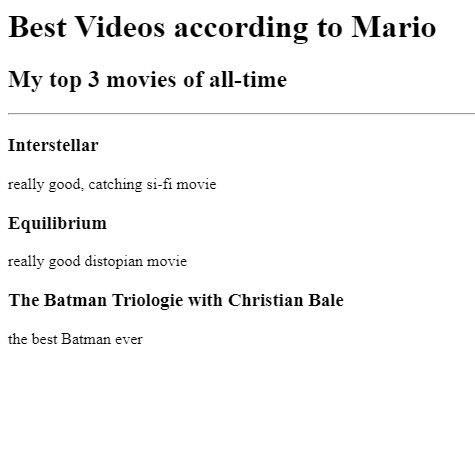 Best Videos according to Mario
My top 3 movies of all-time
Interstellar
really good, catching si-fi movie
Equilibrium
really good distopian movie
The Batman Triologie with Christian Bale
the best Batman ever